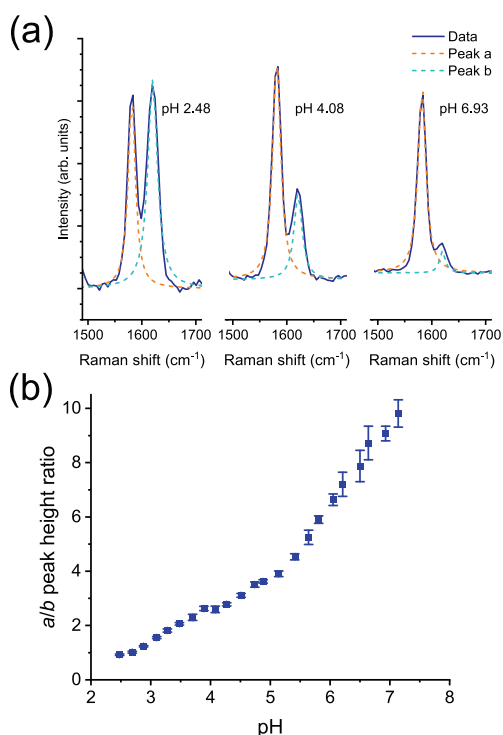 (a)
Data
Peak a
Peak b
pH 2.48
pH 4.08
pH 6.93
Intensity (arb. units)
1500 1600 1700
1500 1600 1700
1500 1600 1700
Raman shift (cm⁻¹)
Raman shift (cm⁻¹)
Raman shift (cm⁻¹)
(b)
10
8
6
4
2
0
a/b peak height ratio
2 3 4 5 6 7 8
pH